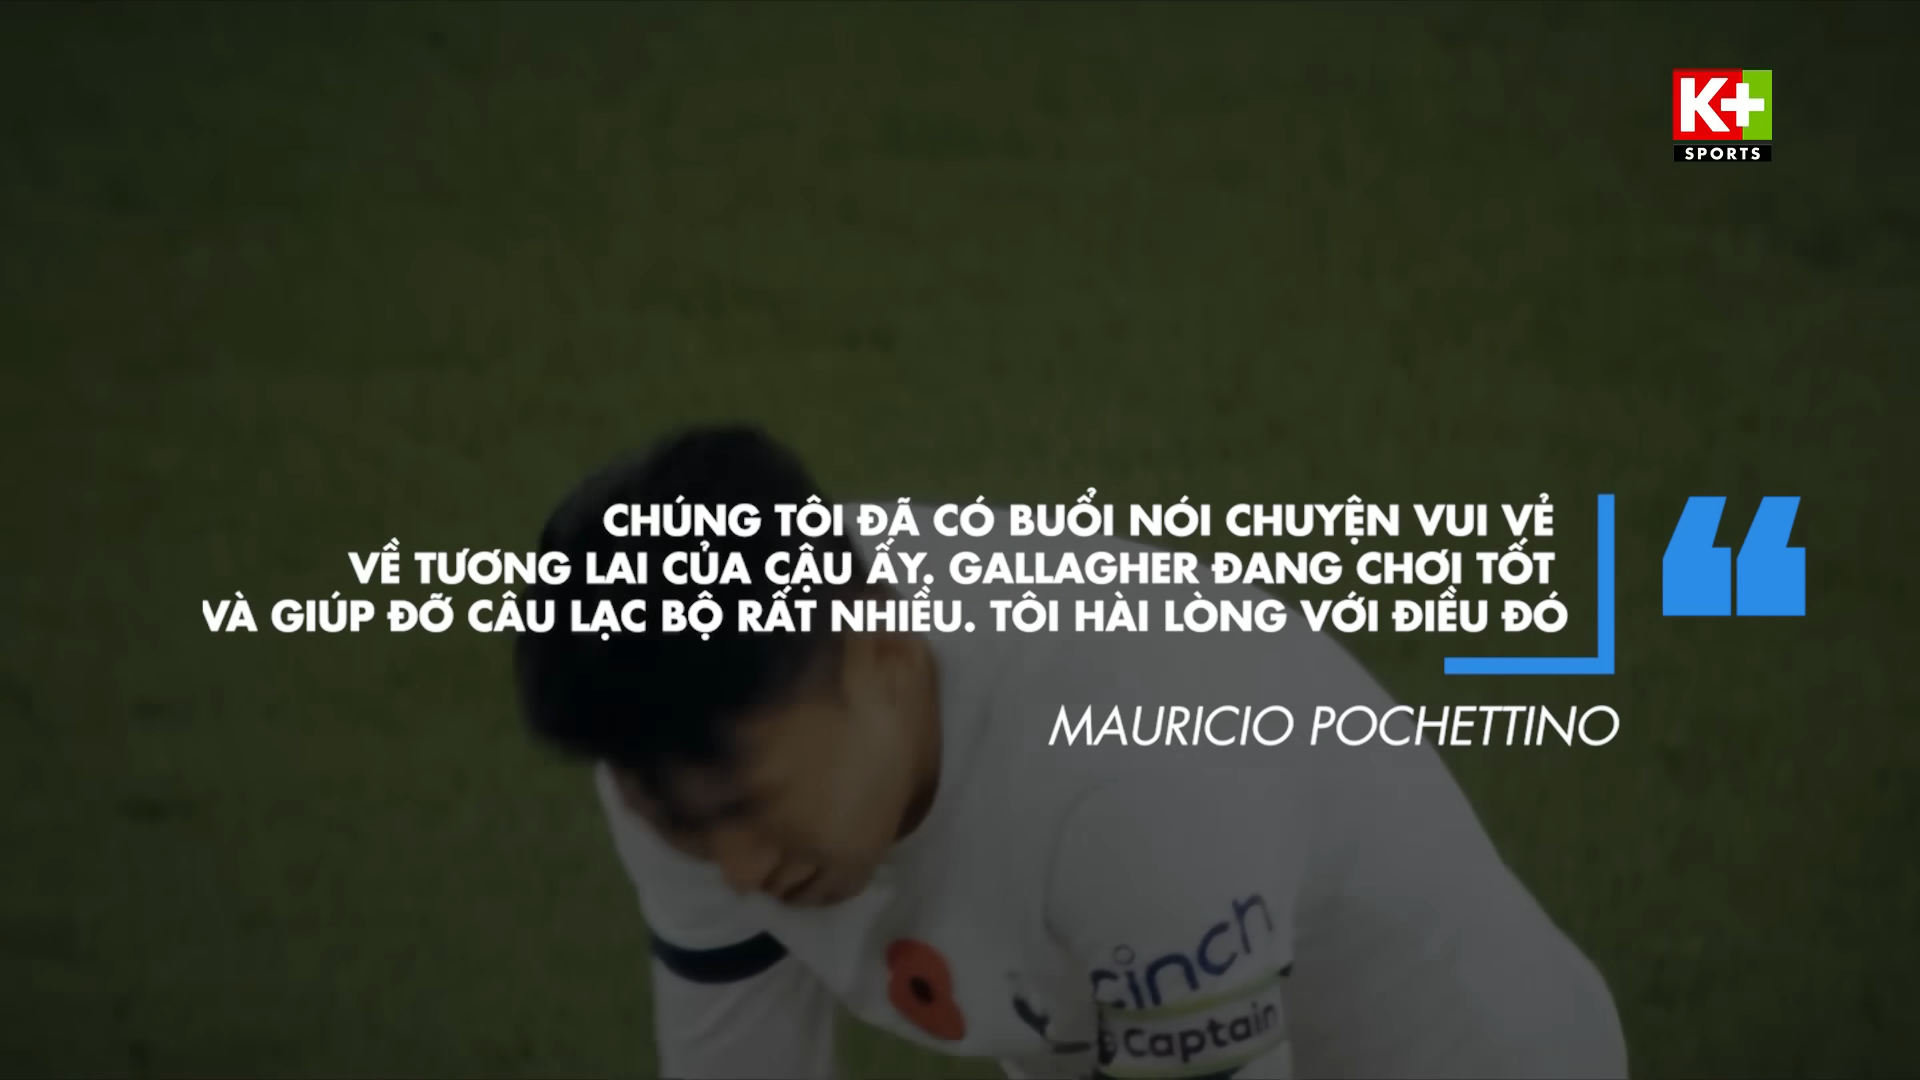 K+
SPORTS
CHÚNG TÔI ĐÃ CÓ BUỔI NÓI CHUYỆN VUI VẺ
VỀ TƯƠNG LAI CỦA CẬU ẤY. GALLAGHER ĐANG CHƠI TỐT
VÀ GIÚP ĐỠ CÂU LẠC BỘ RẤT NHIỀU. TÔI HÀI LÒNG VỚI ĐIỀU ĐÓ
“
MAURICIO POCHETTINO
cinch
Captain